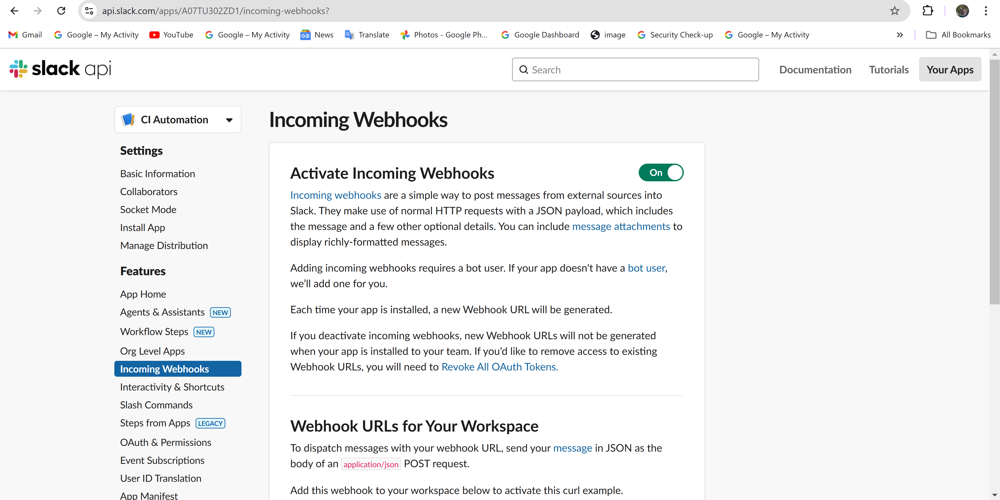 api.slack.com/apps/A07TU302ZD1/incoming-webhooks?
Gmail
Google – My Activity
YouTube
Google – My Activity
News
Translate
Photos - Google Ph...
Google Dashboard
image
Security Check-up
Google – My Activity
All Bookmarks
slack api
Search
Documentation
Tutorials
Your Apps
CI Automation
Settings
Basic Information
Collaborators
Socket Mode
Install App
Manage Distribution
Features
App Home
Agents & Assistants NEW
Workflow Steps NEW
Org Level Apps
Incoming Webhooks
Interactivity & Shortcuts
Slash Commands
Steps from Apps LEGACY
OAuth & Permissions
Event Subscriptions
User ID Translation
App Manifest
Incoming Webhooks
Activate Incoming Webhooks
On
Incoming webhooks are a simple way to post messages from external sources into
Slack. They make use of normal HTTP requests with a JSON payload, which includes
the message and a few other optional details. You can include message attachments to
display richly-formatted messages.
Adding incoming webhooks requires a bot user. If your app doesn't have a bot user,
we’ll add one for you.
Each time your app is installed, a new Webhook URL will be generated.
If you deactivate incoming webhooks, new Webhook URLs will not be generated
when your app is installed to your team. If you’d like to remove access to existing
Webhook URLs, you will need to Revoke All OAuth Tokens.
Webhook URLs for Your Workspace
To dispatch messages with your webhook URL, send your message in JSON as the
body of an application/json POST request.
Add this webhook to your workspace below to activate this curl example.